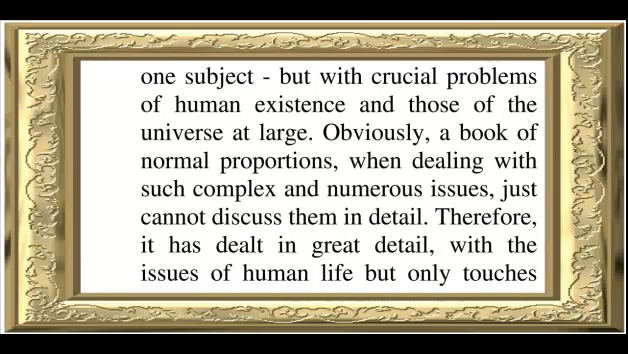 one subject - but with crucial problems
of human existence and those of the
universe at large. Obviously, a book of
normal proportions, when dealing with
such complex and numerous issues, just
cannot discuss them in detail. Therefore,
it has dealt in great detail, with the
issues of human life but only touches